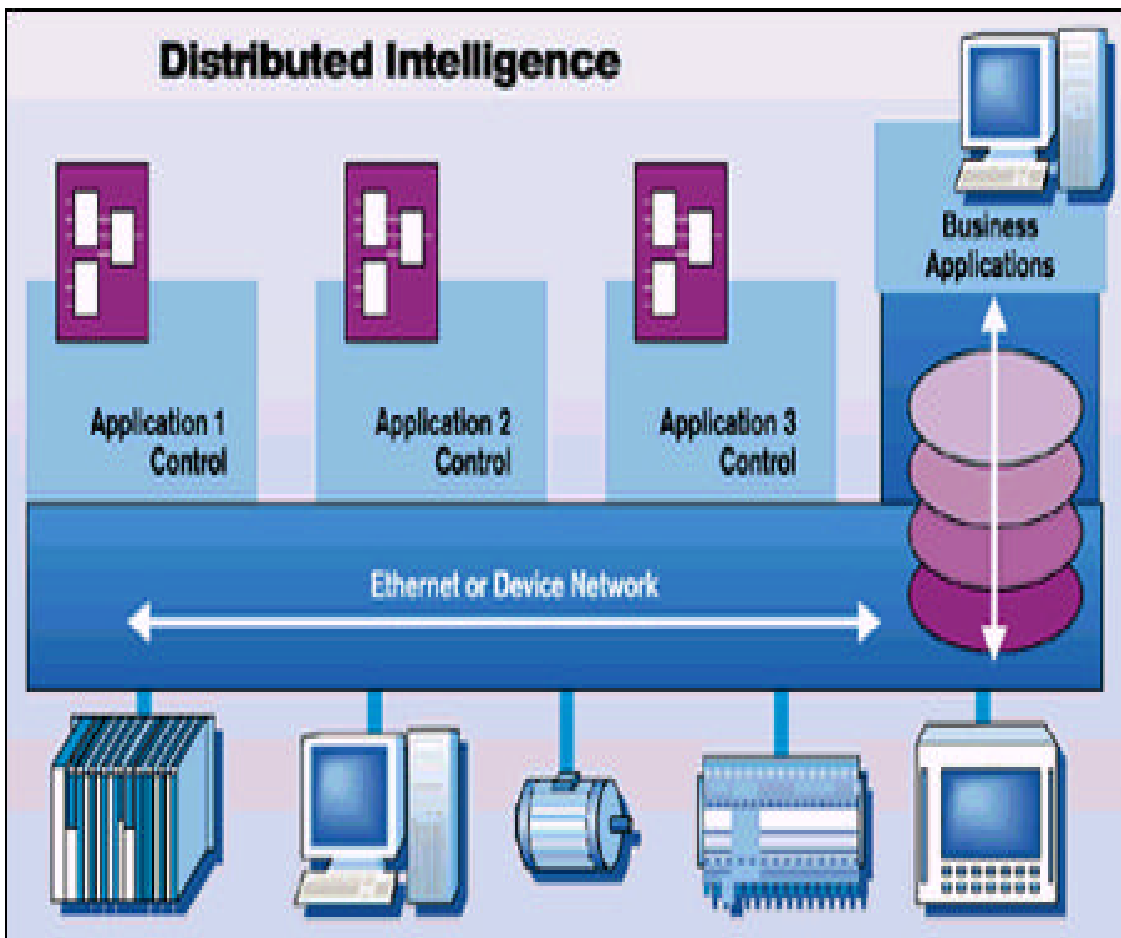 Distributed Intelligence
Business
Applications
Application 1
Control
Application 2
Control
Application 3
Control
Ethernet or Device Network